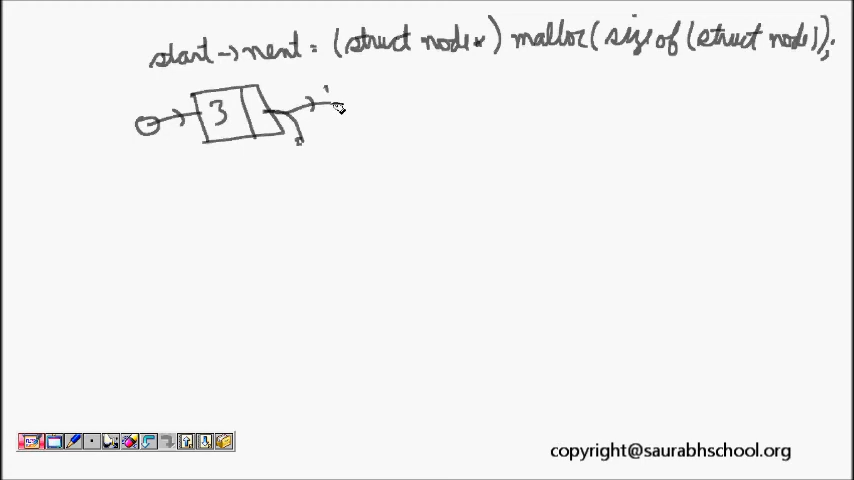 start→next = (struct node*) malloc(sizeof(struct node));
3
copyright@saurabhschool.org